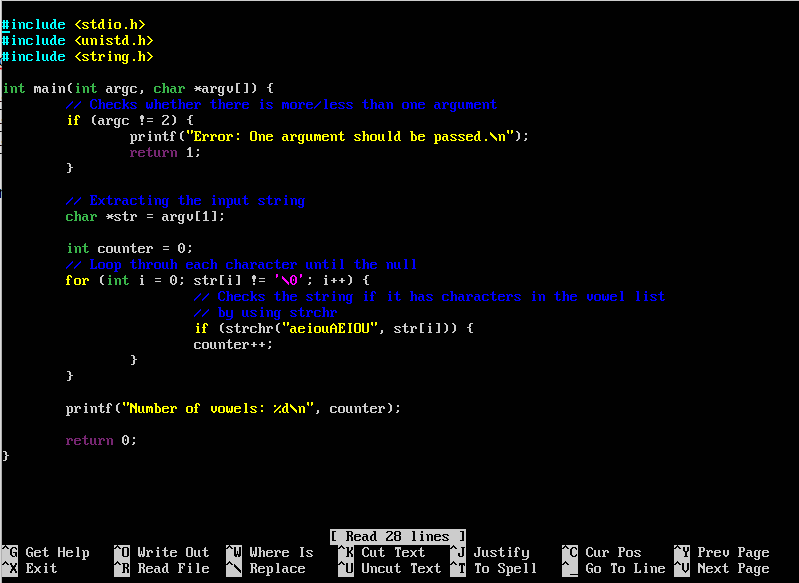 #include <stdio.h>
#include <unistd.h>
#include <string.h>

int main(int argc, char *argv[]) {
        // Checks whether there is more/less than one argument
        if (argc != 2) {
                printf("Error: One argument should be passed.\n");
                return 1;
        }

        // Extracting the input string
        char *str = argv[1];

        int counter = 0;
        // Loop throuh each character until the null
        for (int i = 0; str[i] != '\0'; i++) {
                        // Checks the string if it has characters in the vowel list
                        // by using strchr
                        if (strchr("aeiouAEIOU", str[i])) {
                        counter++;
                }
        }

        printf("Number of vowels: %d\n", counter);

        return 0;
}

[ Read 28 lines ]
^G Get Help   ^O Write Out  ^W Where Is   ^K Cut Text   ^J Justify    ^C Cur Pos    ^Y Prev Page
^X Exit       ^R Read File  ^\ Replace    ^U Uncut Text ^T To Spell   ^_ Go To Line ^V Next Page